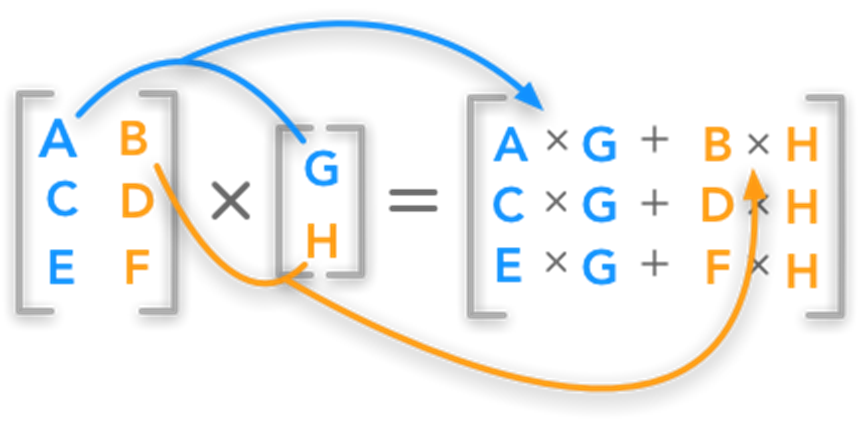 A B × G = A × G + B × H
C D H C × G + D × H
E F E × G + F × H